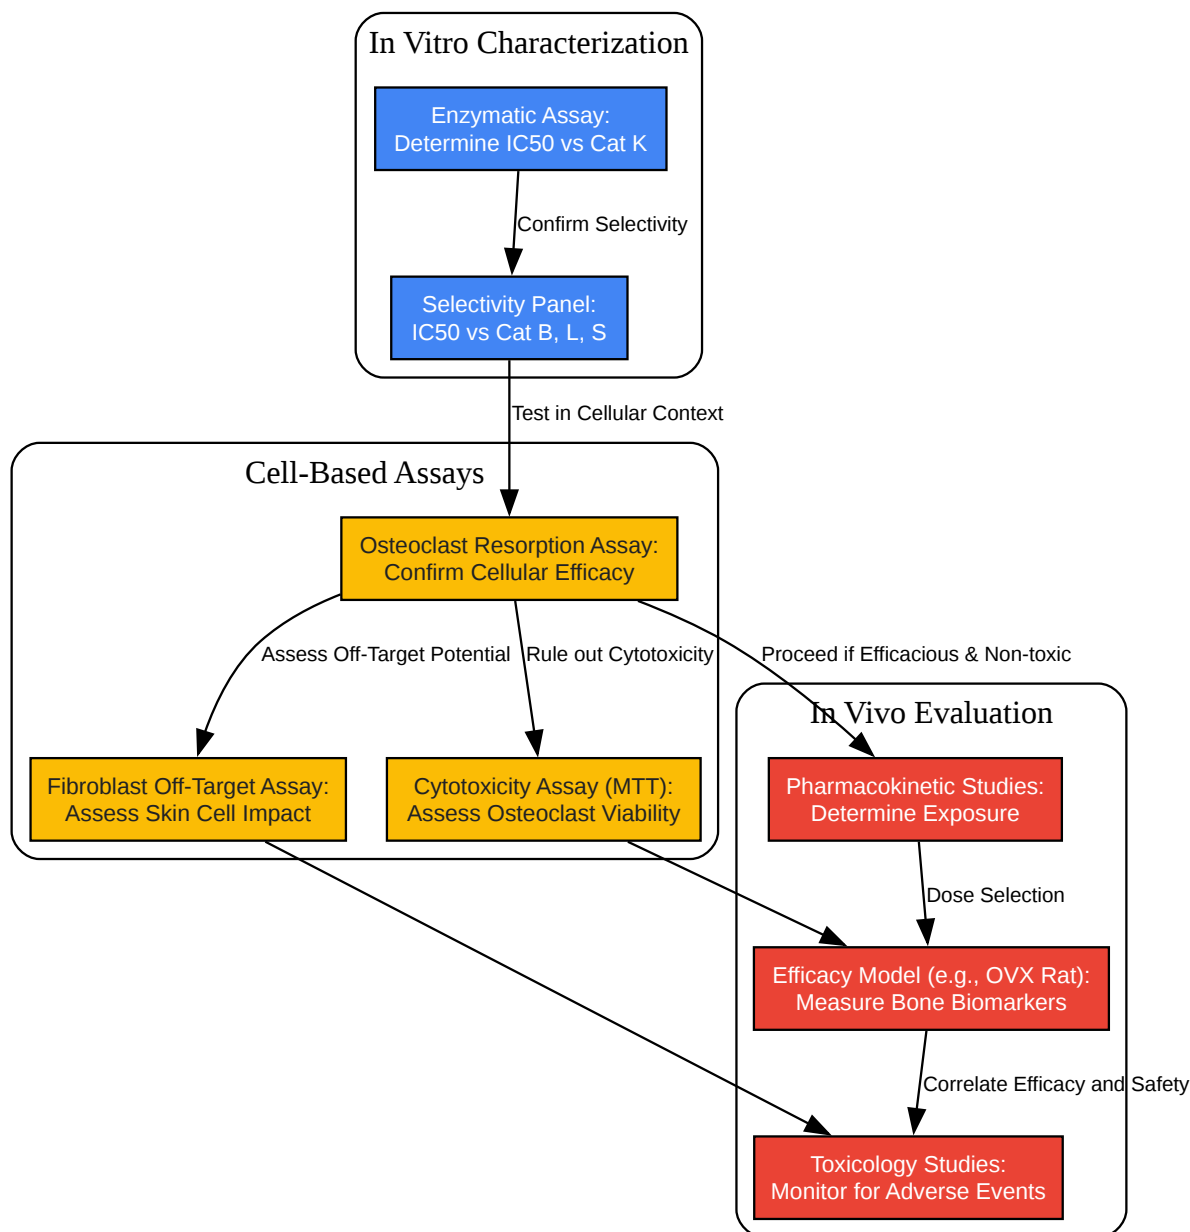 In Vitro Characterization
Enzymatic Assay:
Determine IC50 vs Cat K
Confirm Selectivity
Selectivity Panel:
IC50 vs Cat B, L, S
Test in Cellular Context
Cell-Based Assays
Osteoclast Resorption Assay:
Confirm Cellular Efficacy
Assess Off-Target Potential
Rule out Cytotoxicity
Proceed if Efficacious & Non-toxic
In Vivo Evaluation
Fibroblast Off-Target Assay:
Assess Skin Cell Impact
Cytotoxicity Assay (MTT):
Assess Osteoclast Viability
Pharmacokinetic Studies:
Determine Exposure
Dose Selection
Efficacy Model (e.g., OVX Rat):
Measure Bone Biomarkers
Correlate Efficacy and Safety
Toxicology Studies:
Monitor for Adverse Events